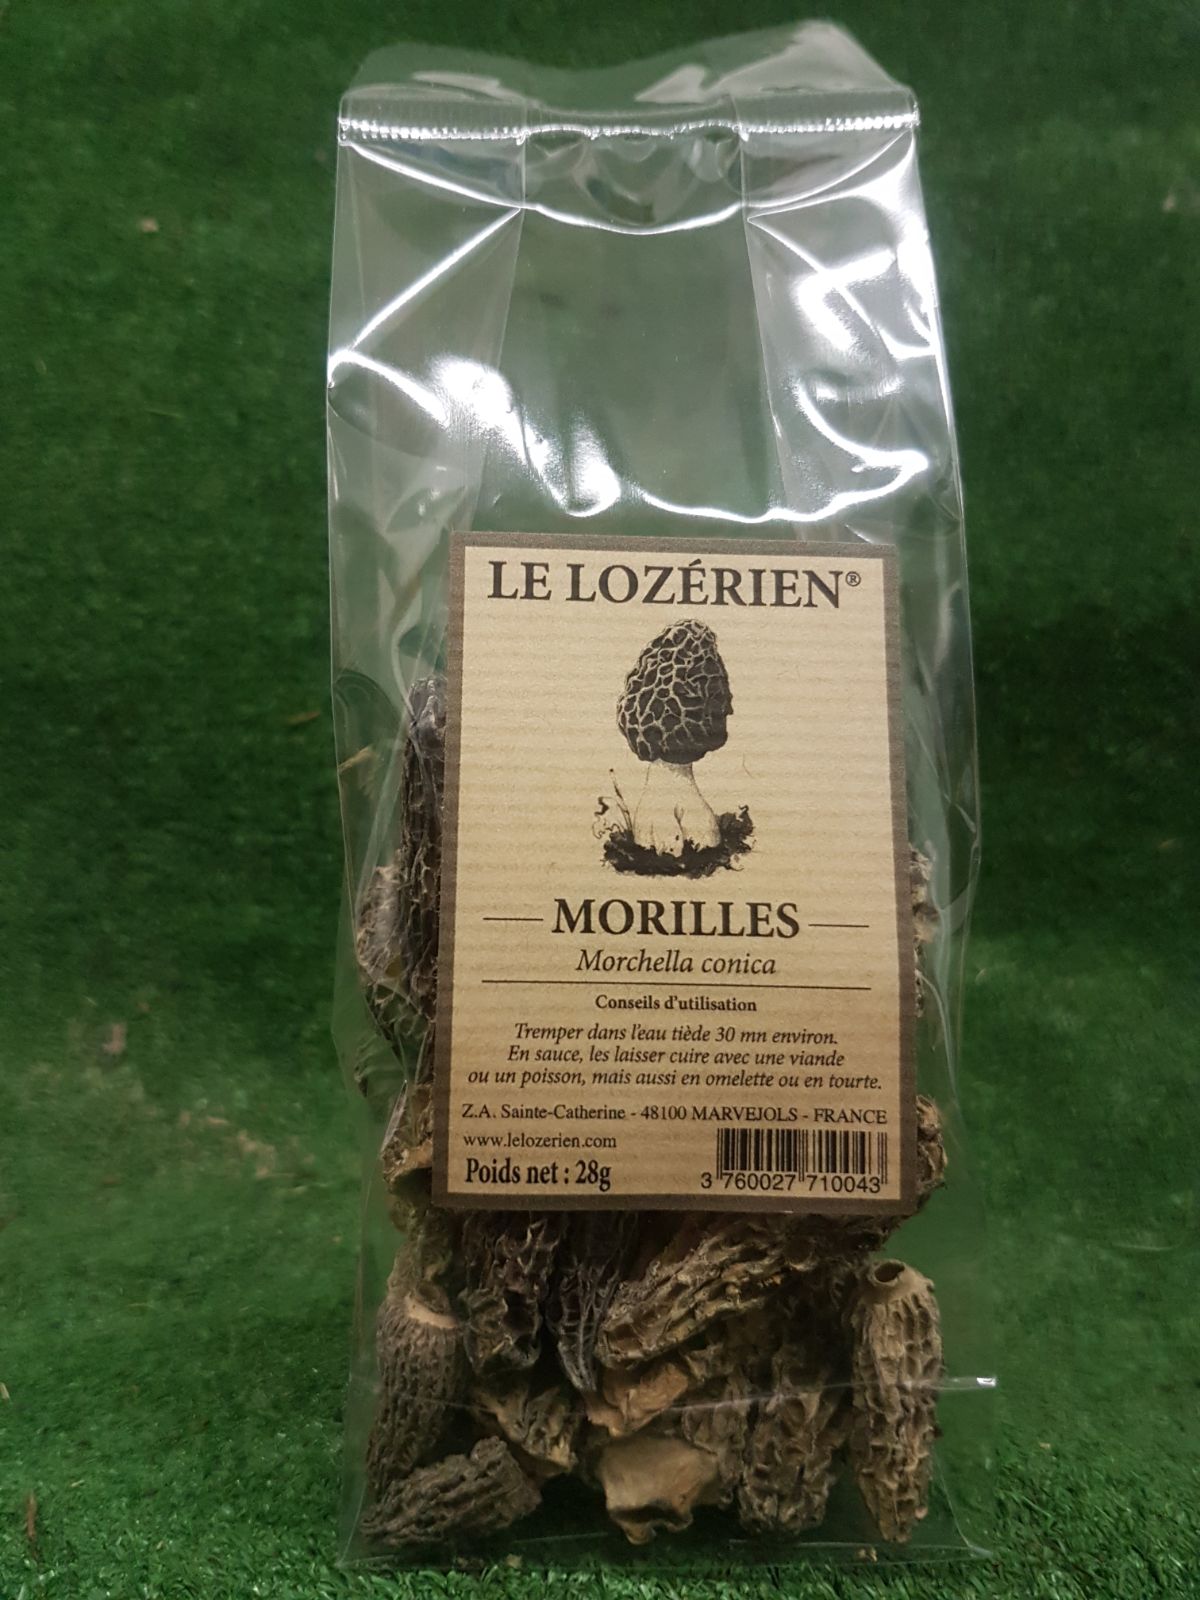 LE LOZÉRIEN®
MORILLES
Morchella conica
Conseils d'utilisation
Tremper dans l'eau tiède 30 mn environ.
En sauce, les laisser cuire avec une viande
ou un poisson, mais aussi en omelette ou en tourte.
Z.A. Sainte-Catherine - 48100 MARVEJOLS - FRANCE
www.lelozerien.com
Poids net : 28g
3 760027 710043